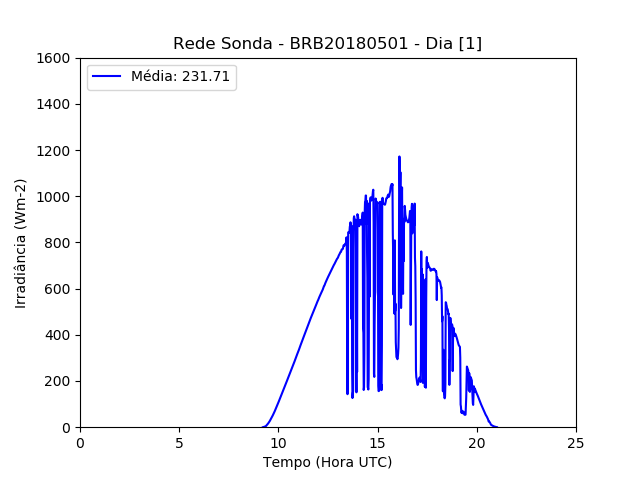 Rede Sonda - BRB20180501 - Dia [1]
Média: 231.71
1600
1400
1200
1000
800
600
400
200
0
Irradiância (Wm-2)
0 5 10 15 20 25
Tempo (Hora UTC)